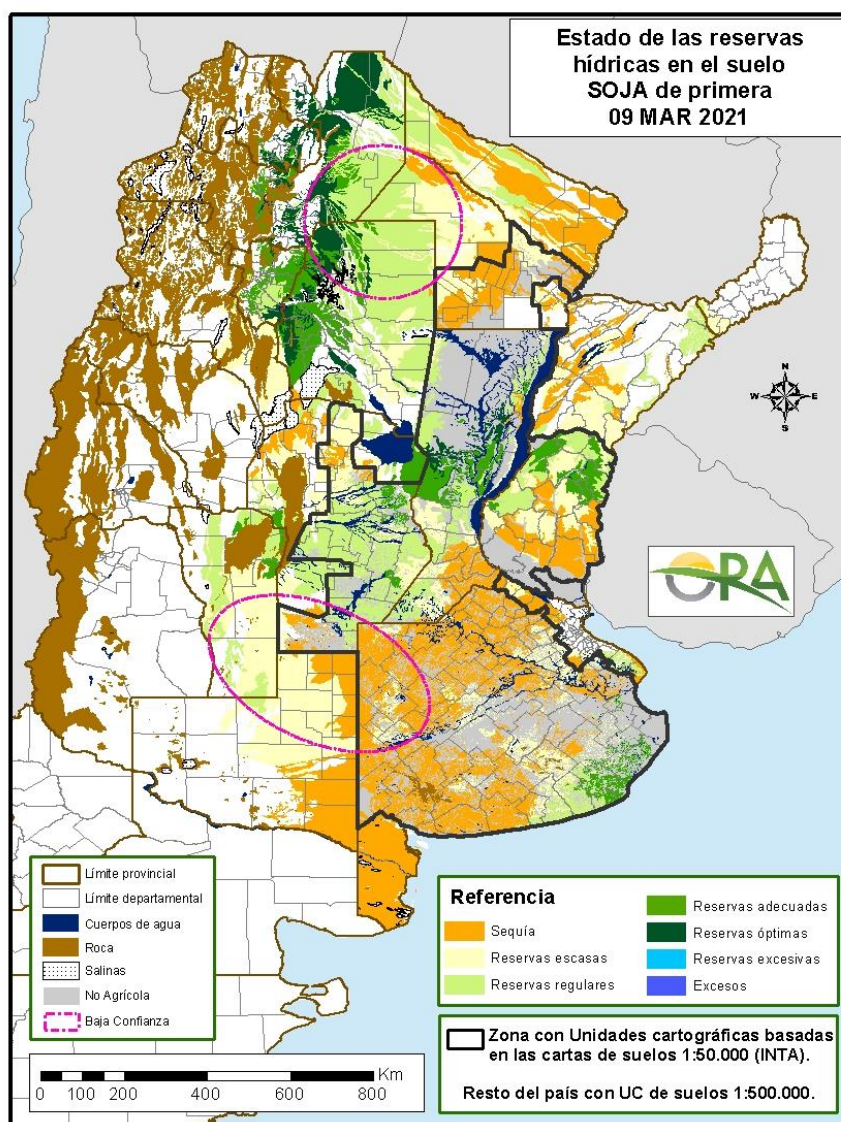 Estado de las reservas
hídricas en el suelo
SOJA de primera
09 MAR 2021
N
W
E
S
ORA
Límite provincial
Límite departamental
Cuerpos de agua
Roca
Salinas
No Agrícola
Baja Confianza
Referencia
Sequía
Reservas escasas
Reservas regulares
Reservas adecuadas
Reservas óptimas
Reservas excesivas
Excesos
Zona con Unidades cartográficas basadas
en las cartas de suelos 1:50.000 (INTA).
Resto del país con UC de suelos 1:500.000.
Km
0 100 200 400 600 800